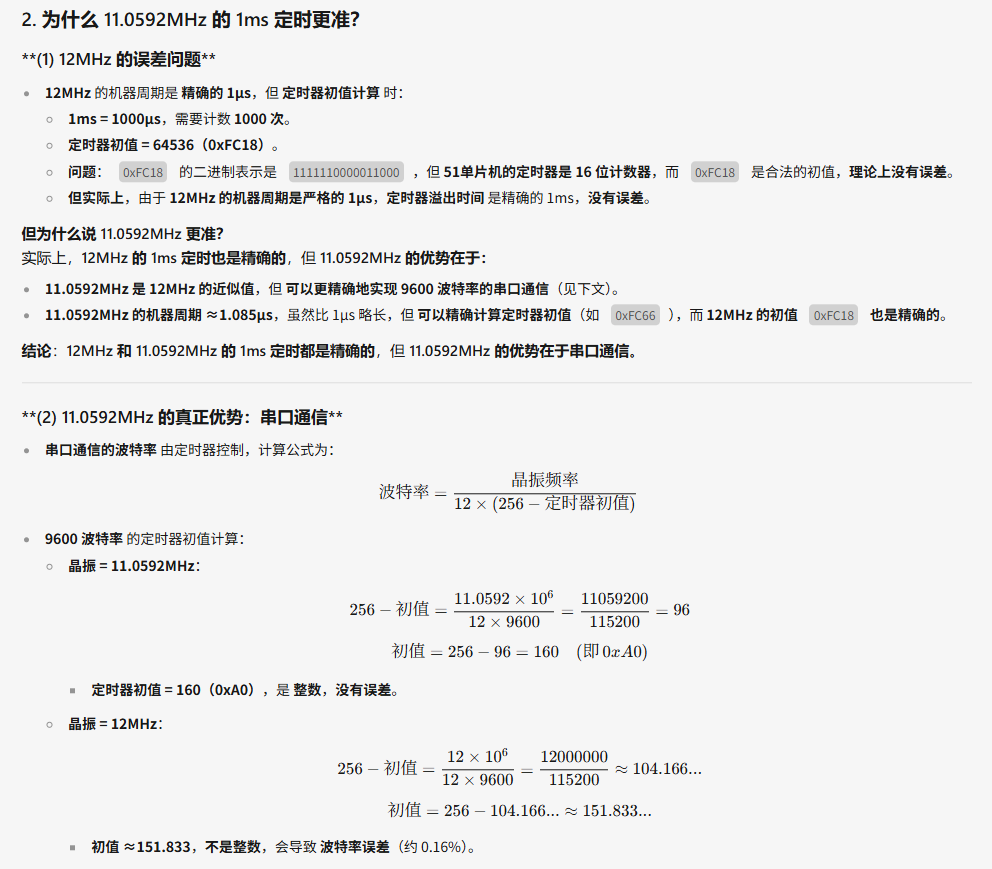 2. 为什么 11.0592MHz 的 1ms 定时更准？
**(1) 12MHz 的误差问题**
12MHz 的机器周期是 精确的 1μs，但 定时器初值计算 时：
1ms = 1000μs，需要计数 1000 次。
定时器初值 = 64536（0xFC18）。
问题： 0xFC18 的二进制表示是 1111110000011000 ，但 51单片机的定时器是 16 位计数器，而 0xFC18 是合法的初值，理论上没有误差。
但实际上，由于 12MHz 的机器周期是严格的 1μs，定时器溢出时间 是精确的 1ms，没有误差。
但为什么说 11.0592MHz 更准？
实际上，12MHz 的 1ms 定时也是精确的，但 11.0592MHz 的优势在于：
11.0592MHz 是 12MHz 的近似值，但 可以更精确地实现 9600 波特率的串口通信（见下文）。
11.0592MHz 的机器周期 ≈1.085μs，虽然比 1μs 略长，但 可以精确计算定时器初值（如 0xFC66 ），而 12MHz 的初值 0xFC18 也是精确的。
结论：12MHz 和 11.0592MHz 的 1ms 定时都是精确的，但 11.0592MHz 的优势在于串口通信。
**(2) 11.0592MHz 的真正优势：串口通信**
串口通信的波特率 由定时器控制，计算公式为：
波特率 = 晶振频率 / 12 × (256 − 定时器初值)
9600 波特率 的定时器初值计算：
晶振 = 11.0592MHz：
256 − 初值 = 11.0592 × 10^6 / 12 × 9600 = 11059200 / 115200 = 96
初值 = 256 − 96 = 160 (即 0xA0)
定时器初值 = 160（0xA0），是 整数，没有误差。
晶振 = 12MHz：
256 − 初值 = 12 × 10^6 / 12 × 9600 = 12000000 / 115200 ≈ 104.166...
初值 = 256 − 104.166... ≈ 151.833...
初值 ≈151.833，不是整数，会导致 波特率误差（约 0.16%）。